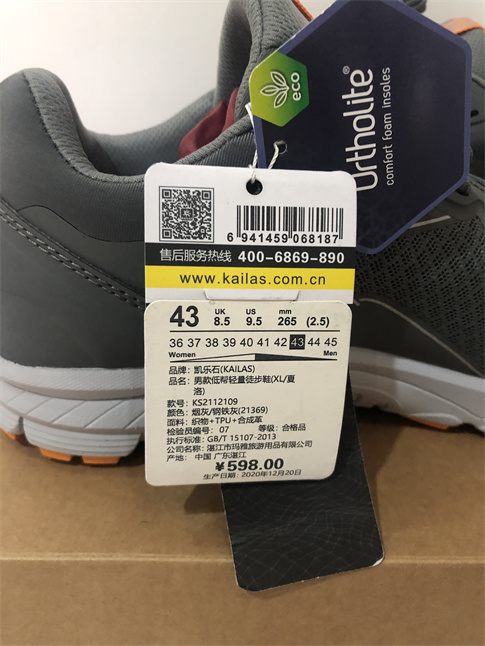 eco
Ortholite®
comfort foam insoles
6 941459 068187
售后服务热线 400-6869-890
www.kailas.com.cn
43 UK 8.5 US 9.5 mm 265 (2.5)
36 37 38 39 40 41 42 43 44 45
Women Men
品牌: 凯乐石(KAILAS)
品名: 男款低帮轻量徒步鞋(XL/夏
洛)
款号: KS2112109
颜色: 烟灰/钢铁灰(21369)
面料: 织物+TPU+合成革
检验员编号: 07 等级: 合格品
执行标准: GB/T 15107-2013
公司名称: 湛江市玛雅旅游用品有限公司
产地: 中国 广东湛江
¥598.00
生产日期: 2020年12月20日